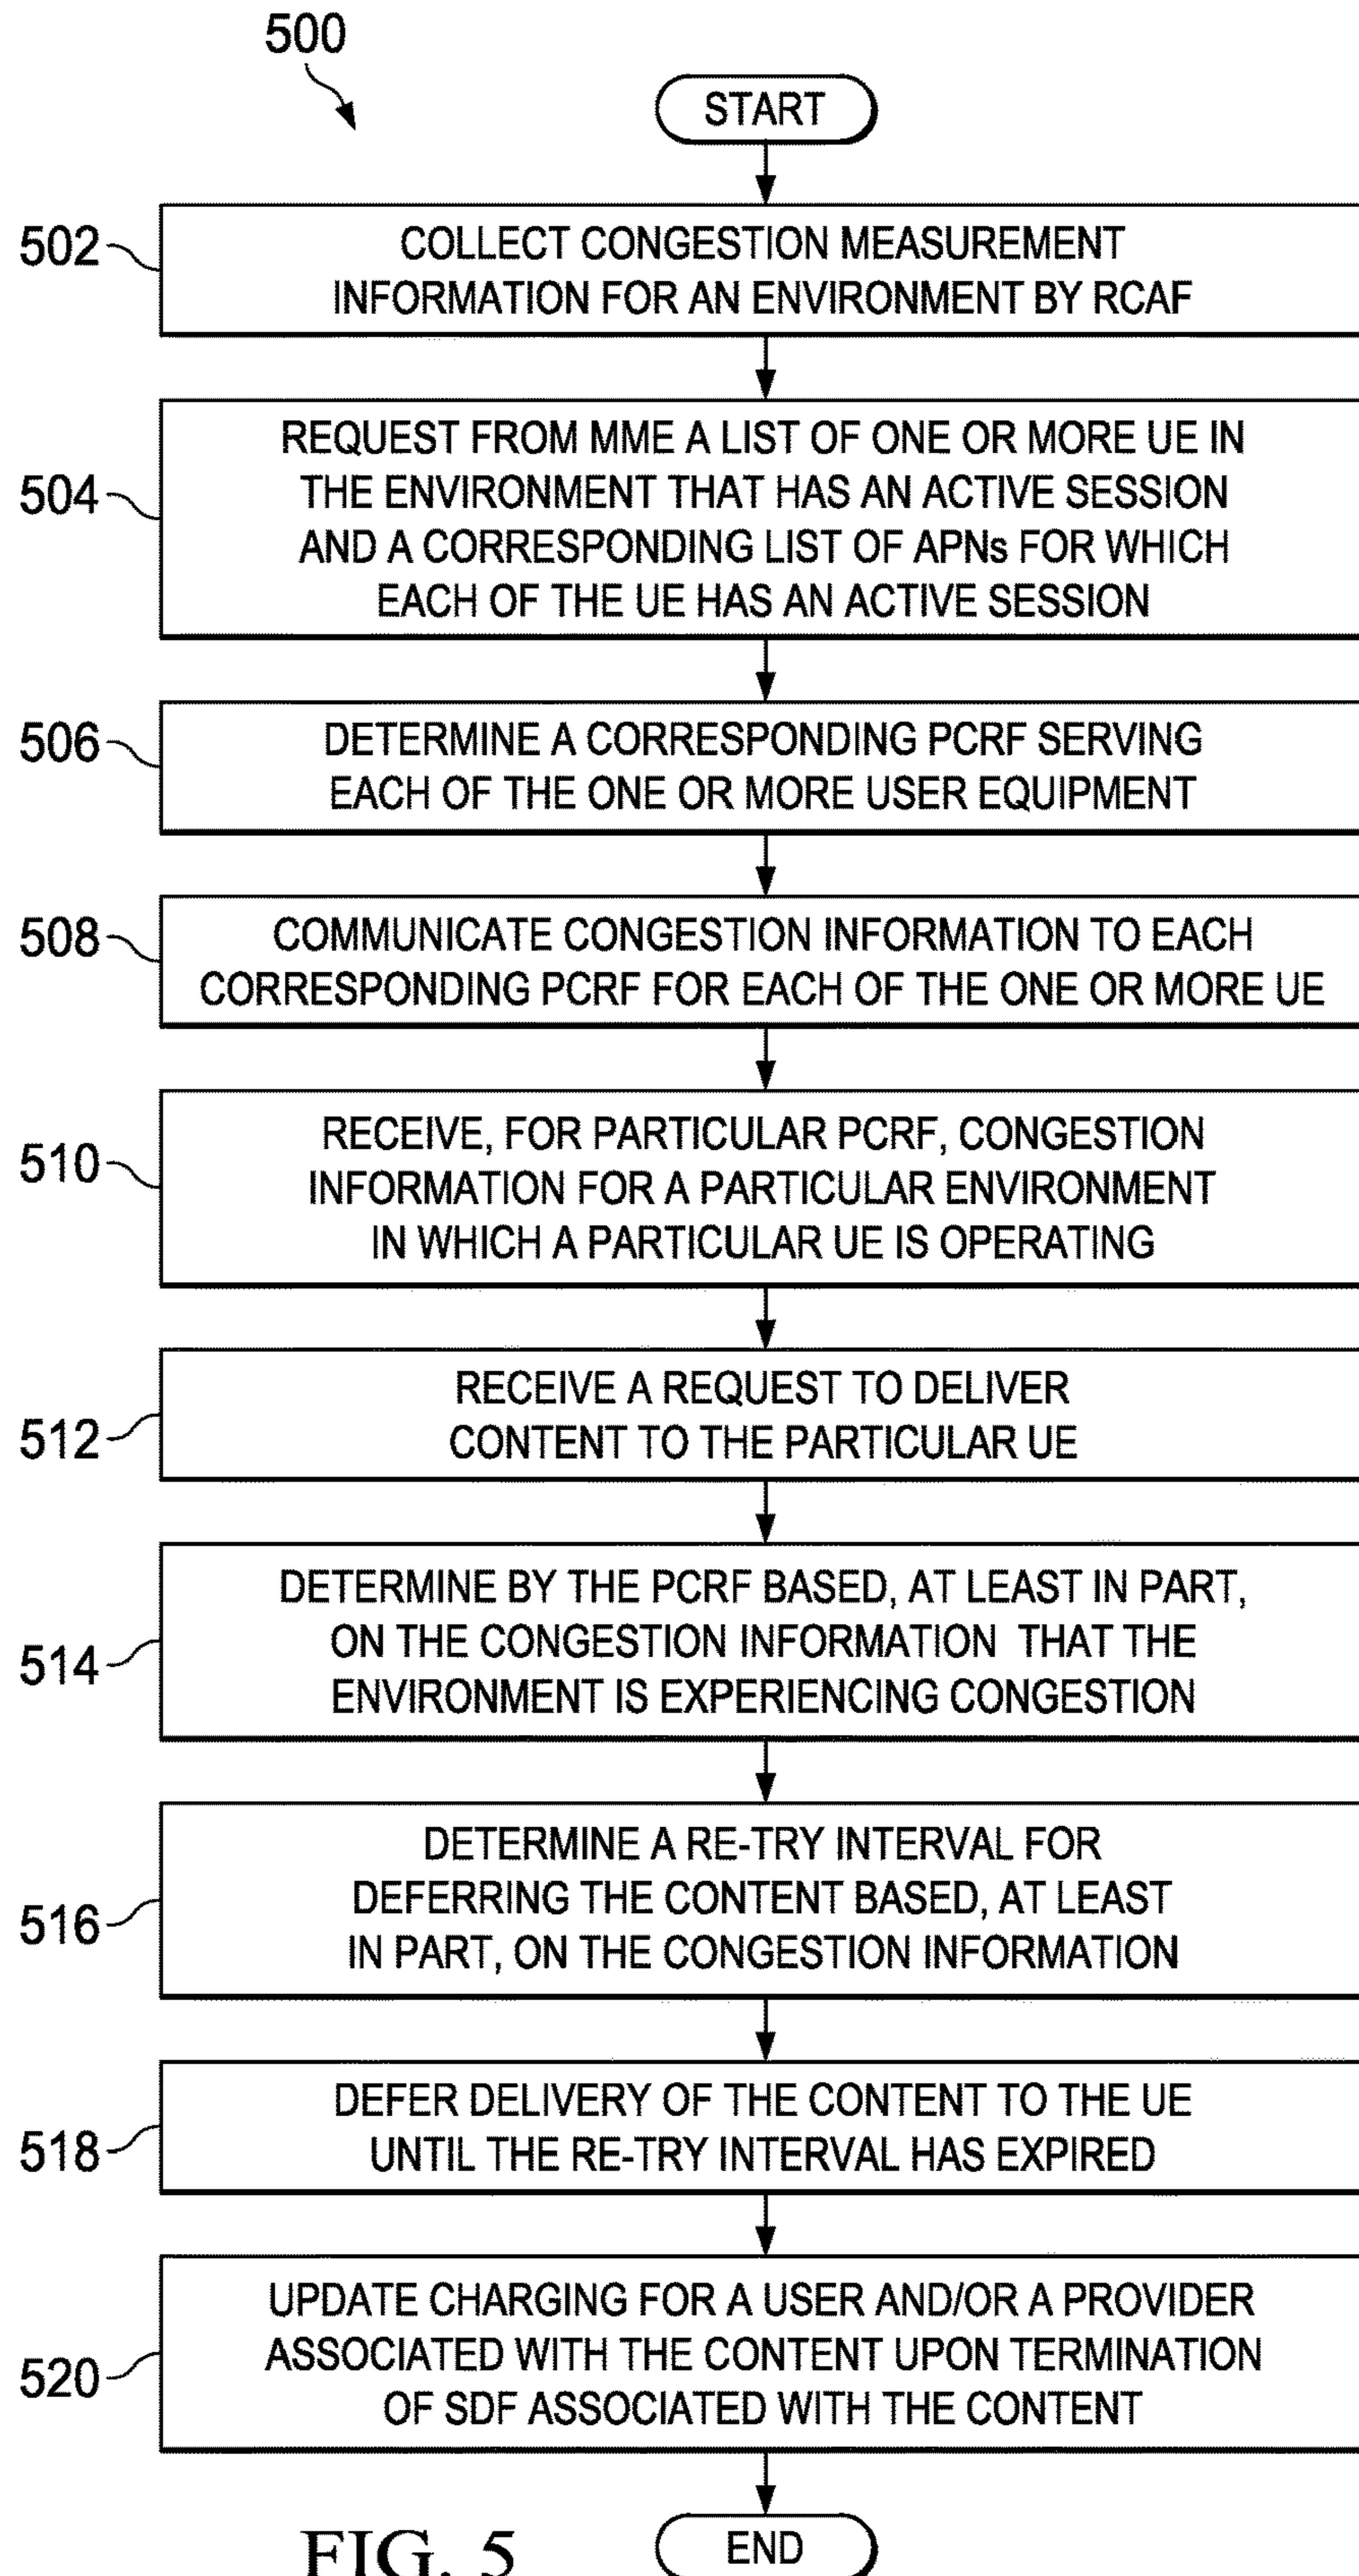 500
START
502
COLLECT CONGESTION MEASUREMENT
INFORMATION FOR AN ENVIRONMENT BY RCAF
504
REQUEST FROM MME A LIST OF ONE OR MORE UE IN
THE ENVIRONMENT THAT HAS AN ACTIVE SESSION
AND A CORRESPONDING LIST OF APNs FOR WHICH
EACH OF THE UE HAS AN ACTIVE SESSION
506
DETERMINE A CORRESPONDING PCRF SERVING
EACH OF THE ONE OR MORE USER EQUIPMENT
508
COMMUNICATE CONGESTION INFORMATION TO EACH
CORRESPONDING PCRF FOR EACH OF THE ONE OR MORE UE
510
RECEIVE, FOR PARTICULAR PCRF, CONGESTION
INFORMATION FOR A PARTICULAR ENVIRONMENT
IN WHICH A PARTICULAR UE IS OPERATING
512
RECEIVE A REQUEST TO DELIVER
CONTENT TO THE PARTICULAR UE
514
DETERMINE BY THE PCRF BASED, AT LEAST IN PART,
ON THE CONGESTION INFORMATION THAT THE
ENVIRONMENT IS EXPERIENCING CONGESTION
516
DETERMINE A RE-TRY INTERVAL FOR
DEFERRING THE CONTENT BASED, AT LEAST
IN PART, ON THE CONGESTION INFORMATION
518
DEFER DELIVERY OF THE CONTENT TO THE UE
UNTIL THE RE-TRY INTERVAL HAS EXPIRED
520
UPDATE CHARGING FOR A USER AND/OR A PROVIDER
ASSOCIATED WITH THE CONTENT UPON TERMINATION
OF SDF ASSOCIATED WITH THE CONTENT
FIG. 5
END